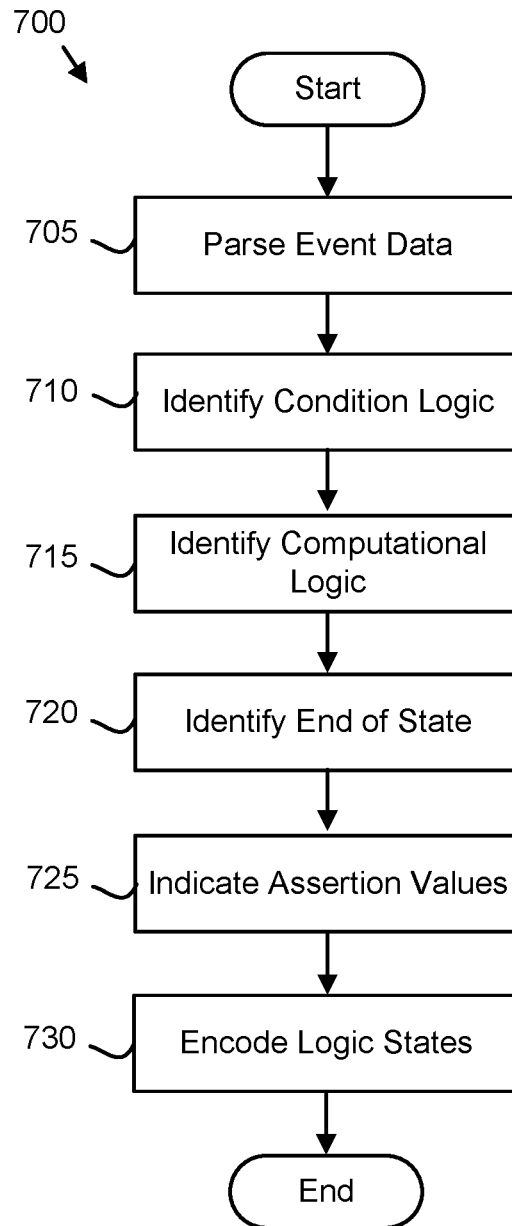 700
Start
705
Parse Event Data
710
Identify Condition Logic
715
Identify Computational
Logic
720
Identify End of State
725
Indicate Assertion Values
730
Encode Logic States
End